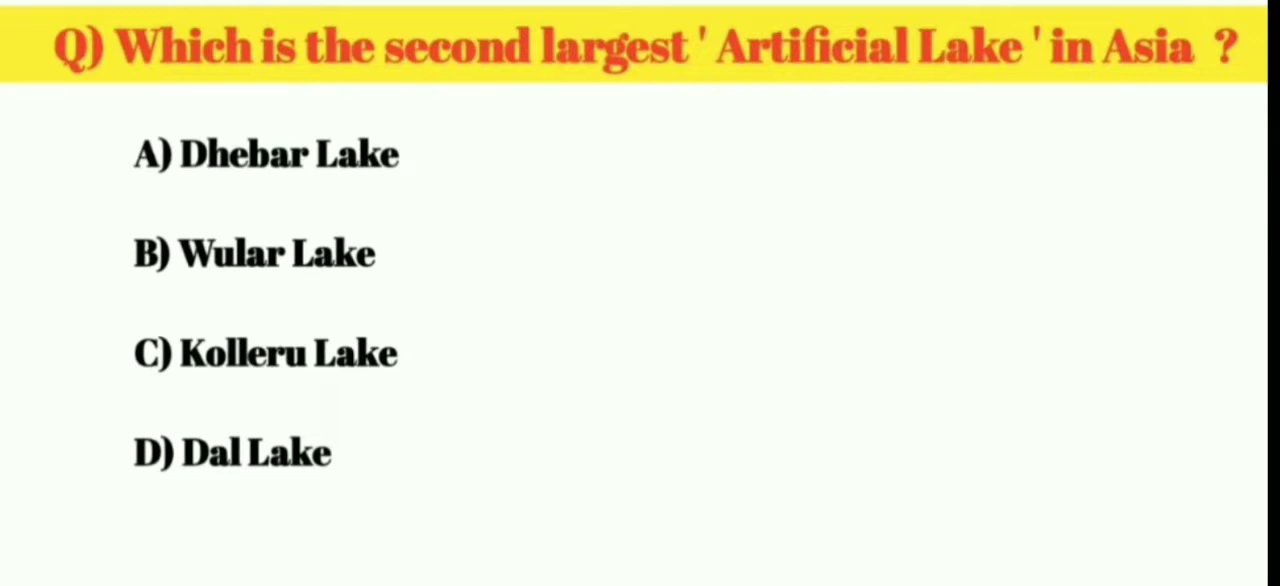 Q) Which is the second largest ' Artificial Lake ' in Asia ?
A) Dhebar Lake
B) Wular Lake
C) Kolleru Lake
D) Dal Lake